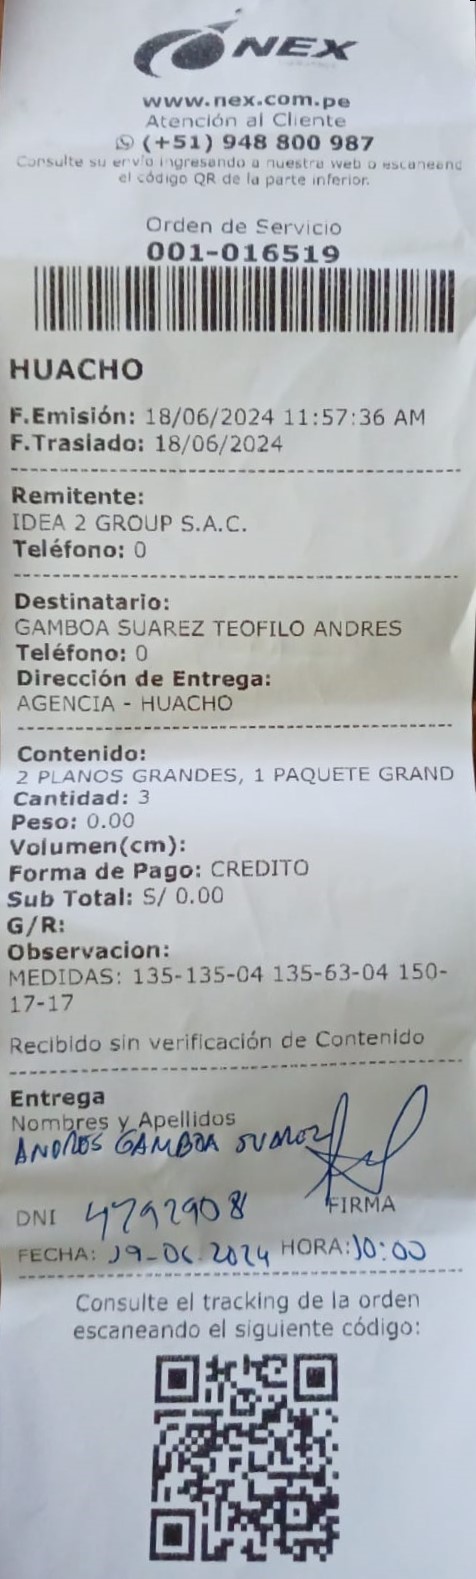 NEX
www.nex.com.pe
Atención al Cliente
(+51) 948 800 987
Consulte su envío ingresando a nuestra web o escaneand
el código QR de la parte inferior.
Orden de Servicio
001-016519
HUACHO
F.Emisión: 18/06/2024 11:57:36 AM
F.Traslado: 18/06/2024
Remitente:
IDEA 2 GROUP S.A.C.
Teléfono: 0
Destinatario:
GAMBOA SUAREZ TEOFILO ANDRES
Teléfono: 0
Dirección de Entrega:
AGENCIA - HUACHO
Contenido:
2 PLANOS GRANDES, 1 PAQUETE GRAND
Cantidad: 3
Peso: 0.00
Volumen(cm):
Forma de Pago: CREDITO
Sub Total: S/ 0.00
G/R:
Observacion:
MEDIDAS: 135-135-04 135-63-04 150-
17-17
Recibido sin verificación de Contenido
Entrega
Nombres y Apellidos
ANDRES GAMBOA SUAREZ
FIRMA
DNI 4792908
FECHA: 19-06-2024 HORA: 10:00
Consulte el tracking de la orden
escaneando el siguiente código: